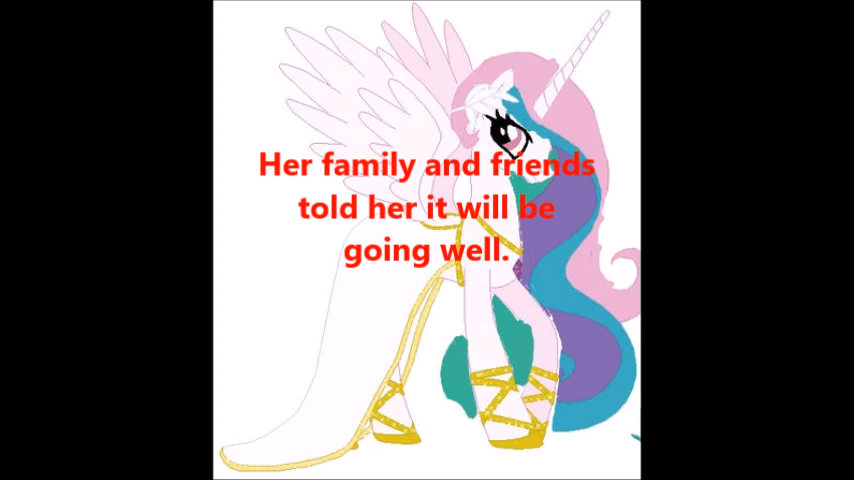 Her family and friends
told her it will be
going well.